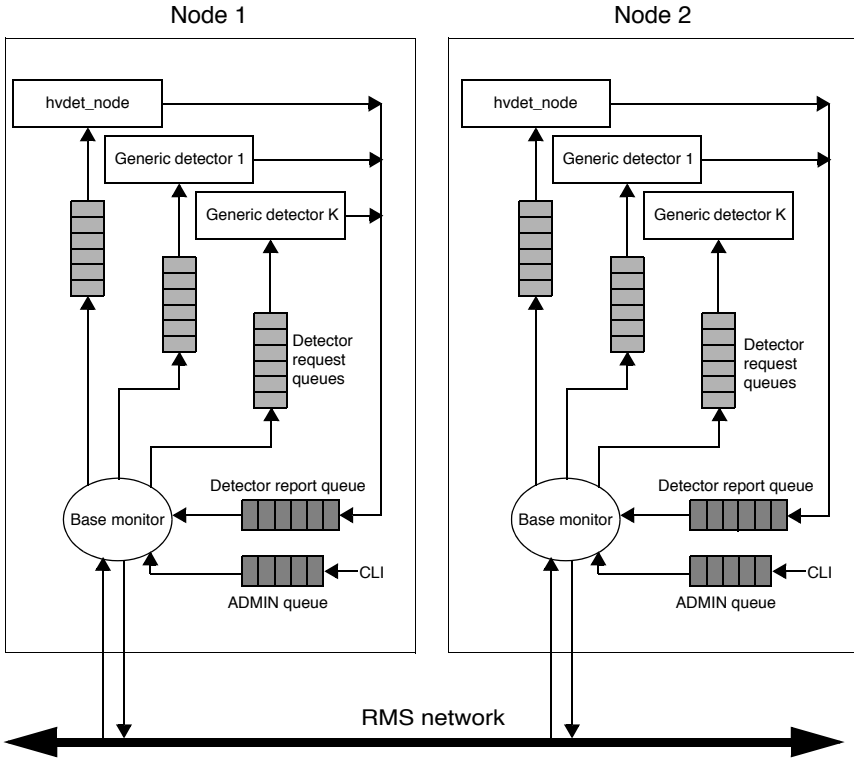 Node 1
Node 2
hvdet_node
Generic detector 1
Generic detector K
Detector
request
queues
Detector report queue
Base monitor
CLI
ADMIN queue
hvdet_node
Generic detector 1
Generic detector K
Detector
request
queues
Detector report queue
Base monitor
CLI
ADMIN queue
RMS network